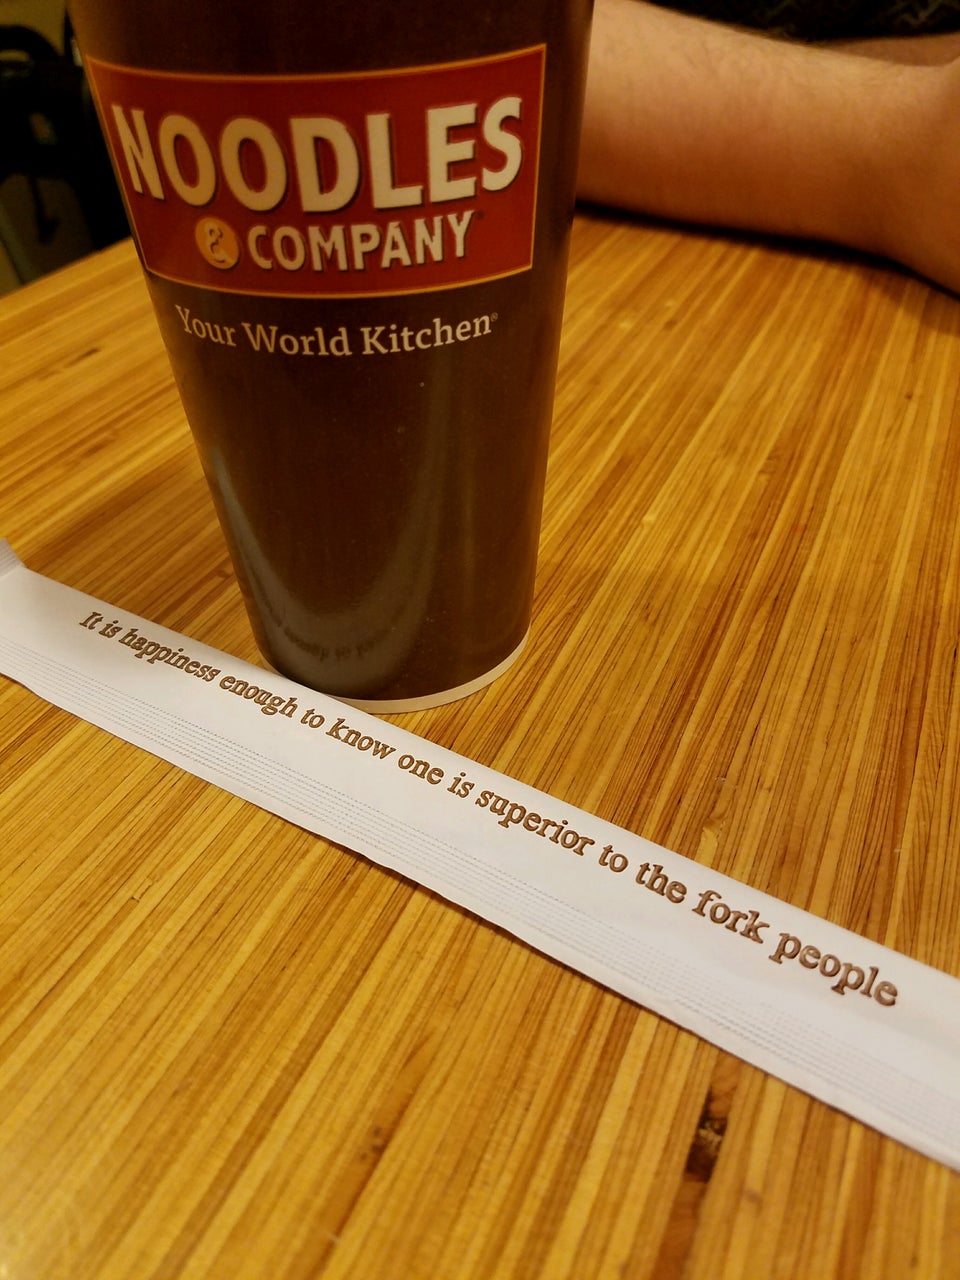 NOODLES
& COMPANY
Your World Kitchen®
It is happiness enough to know one is superior to the fork people